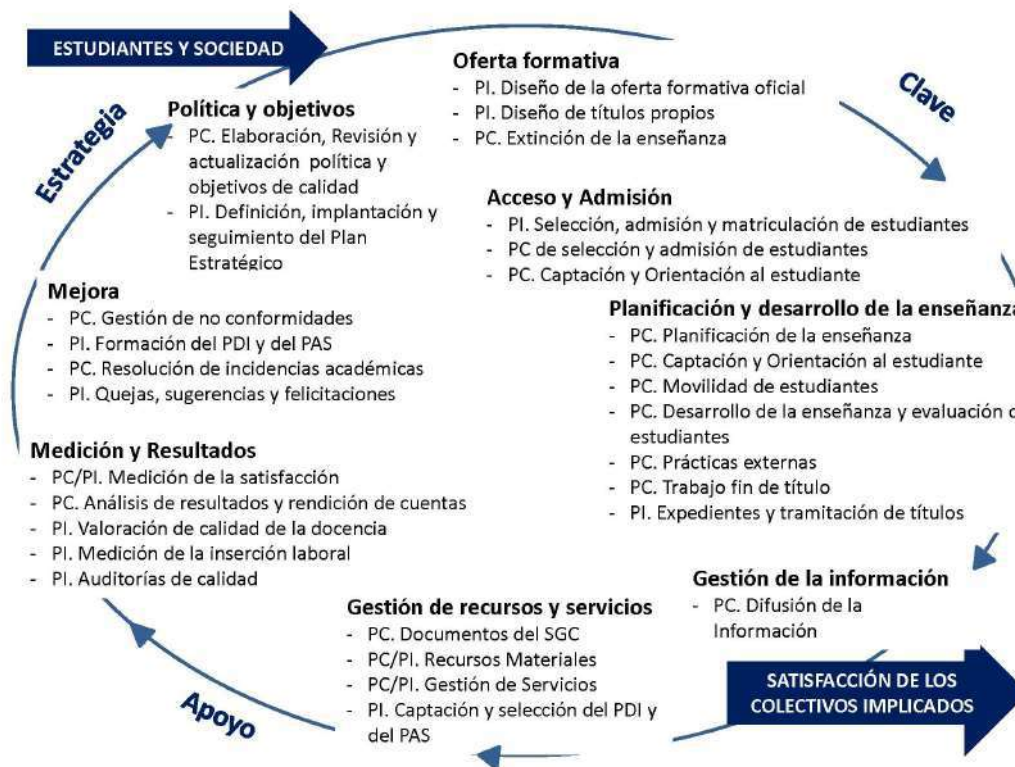 ESTUDIANTES Y SOCIEDAD
Estrategia
Clave
Política y objetivos
- PC. Elaboración, Revisión y
actualización política y
objetivos de calidad
- PI. Definición, implantación y
seguimiento del Plan
Estratégico
Oferta formativa
- PI. Diseño de la oferta formativa oficial
- PI. Diseño de títulos propios
- PC. Extinción de la enseñanza
Acceso y Admisión
- PI. Selección, admisión y matriculación de estudiantes
- PC de selección y admisión de estudiantes
- PC. Captación y Orientación al estudiante
Mejora
- PC. Gestión de no conformidades
- PI. Formación del PDI y del PAS
- PC. Resolución de incidencias académicas
- PI. Quejas, sugerencias y felicitaciones
Planificación y desarrollo de la enseñanza
- PC. Planificación de la enseñanza
- PC. Captación y Orientación al estudiante
- PC. Movilidad de estudiantes
- PC. Desarrollo de la enseñanza y evaluación
estudiantes
- PC. Prácticas externas
- PC. Trabajo fin de título
- PI. Expedientes y tramitación de títulos
Medición y Resultados
- PC/PI. Medición de la satisfacción
- PC. Análisis de resultados y rendición de cuentas
- PI. Valoración de calidad de la docencia
- PI. Medición de la inserción laboral
- PI. Auditorías de calidad
Gestión de la información
- PC. Difusión de la
Información
Gestión de recursos y servicios
- PC. Documentos del SGC
- PC/PI. Recursos Materiales
- PC/PI. Gestión de Servicios
- PI. Captación y selección del PDI y
del PAS
Apoyo
SATISFACCIÓN DE LOS
COLECTIVOS IMPLICADOS